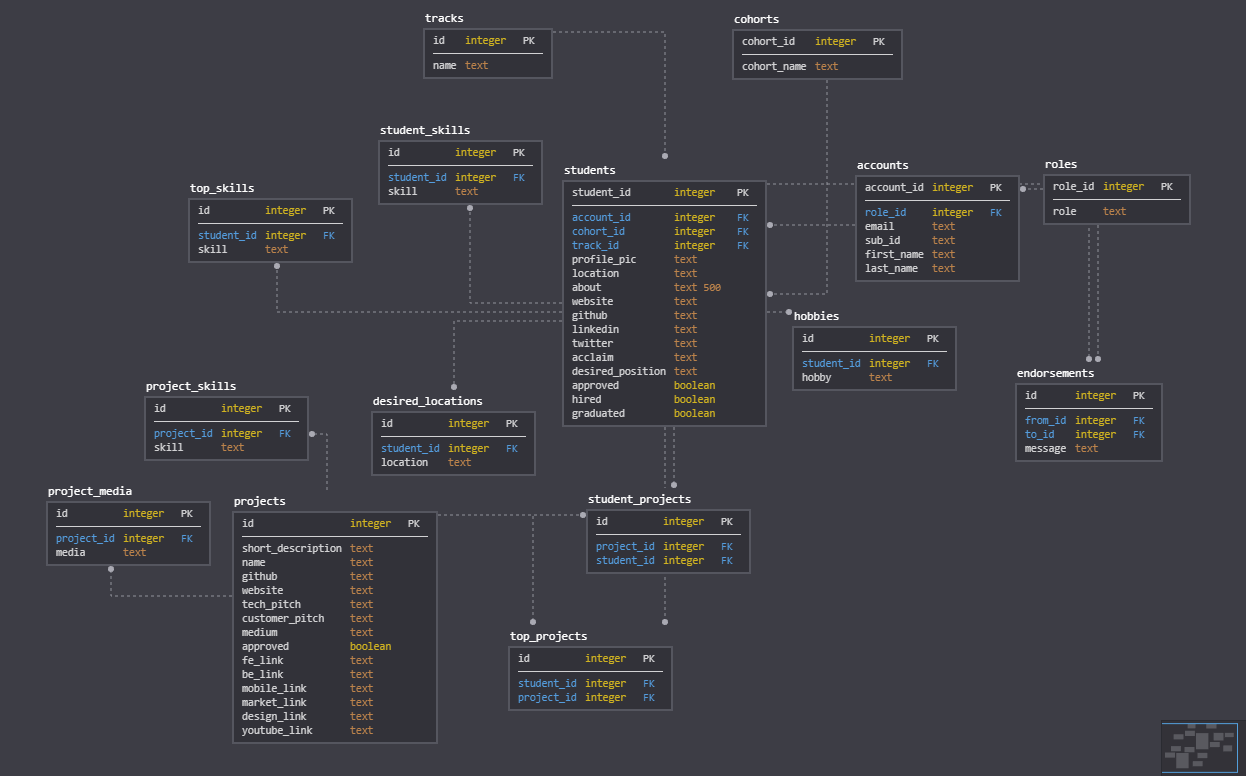 tracks
id integer PK
name text
cohorts
cohort_id integer PK
cohort_name text
student_skills
id integer PK
student_id integer FK
skill text
top_skills
id integer PK
student_id integer FK
skill text
students
student_id integer PK
account_id integer FK
cohort_id integer FK
track_id integer FK
profile_pic text
location text
about text 500
website text
github text
linkedin text
twitter text
acclaim text
desired_position text
approved boolean
hired boolean
graduated boolean
accounts
account_id integer PK
role_id integer FK
email text
sub_id text
first_name text
last_name text
roles
role_id integer PK
role text
hobbies
id integer PK
student_id integer FK
hobby text
endorsements
id integer PK
from_id integer FK
to_id integer FK
message text
project_skills
id integer PK
project_id integer FK
skill text
desired_locations
id integer PK
student_id integer FK
location text
project_media
id integer PK
project_id integer FK
media text
projects
id integer PK
short_description text
name text
github text
website text
tech_pitch text
customer_pitch text
medium text
approved boolean
fe_link text
be_link text
mobile_link text
market_link text
design_link text
youtube_link text
student_projects
id integer PK
project_id integer FK
student_id integer FK
top_projects
id integer PK
student_id integer FK
project_id integer FK